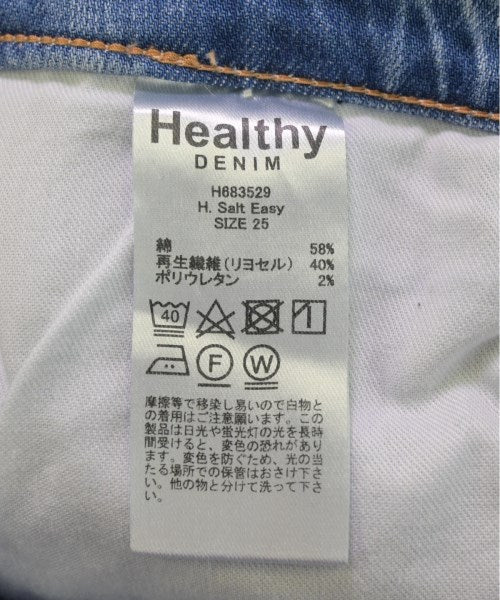 Healthy
DENIM
H683529
H. Salt Easy
SIZE 25
綿 58%
再生繊維(リヨセル) 40%
ポリウレタン 2%
40
F W
摩擦等で移染し易いので白物と
の着用はご注意願います。この
製品は日光や蛍光灯の光を長時
間受けると、変色の恐れがあり
ます。変色を防ぐため、光の当
たる場所での保管はおさけ下さ
い。他の物と分けて洗って下さ
い。